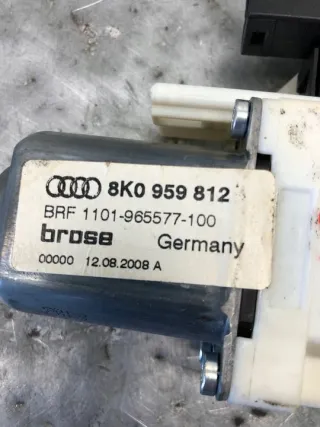 8K0 959 812
BRF 1101-965577-100
brose Germany
00000 12.08.2008 A